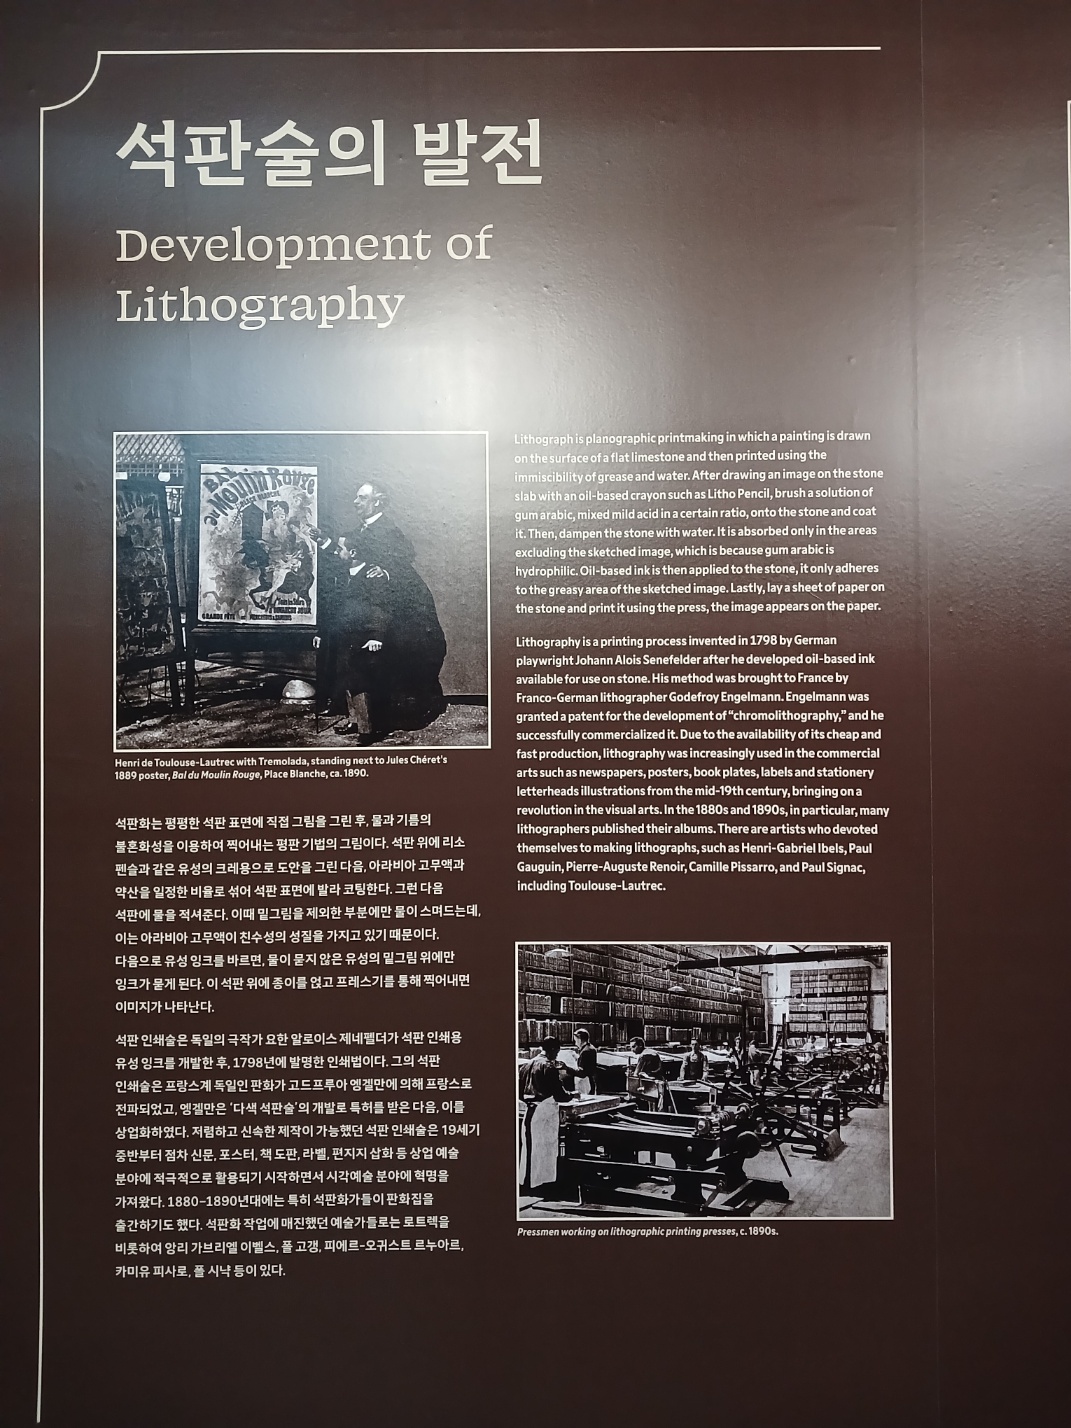 석판술의 발전
Development of
Lithography
BAL
AU MOULIN ROUGE
PLACE BLANCHE
GRANDE FÊTE
Henri de Toulouse-Lautrec with Tremolada, standing next to Jules Chéret's
1889 poster, Bal du Moulin Rouge, Place Blanche, ca. 1890.
석판화는 평평한 석판 표면에 직접 그림을 그린 후, 물과 기름의
불혼화성을 이용하여 찍어내는 평판 기법의 그림이다. 석판 위에 리소
펜슬과 같은 유성의 크레용으로 도안을 그린 다음, 아라비아 고무액과
약산을 일정한 비율로 섞어 석판 표면에 발라 코팅한다. 그런 다음
석판에 물을 적셔준다. 이때 밑그림을 제외한 부분에만 물이 스며드는데,
이는 아라비아 고무액이 친수성의 성질을 가지고 있기 때문이다.
다음으로 유성 잉크를 바르면, 물이 묻지 않은 유성의 밑그림 위에만
잉크가 묻게 된다. 이 석판 위에 종이를 얹고 프레스기를 통해 찍어내면
이미지가 나타난다.
석판 인쇄술은 독일의 극작가 요한 알로이스 제네펠더가 석판 인쇄용
유성 잉크를 개발한 후, 1798년에 발명한 인쇄법이다. 그의 석판
인쇄술은 프랑스계 독일인 판화가 고드프루아 엥겔만에 의해 프랑스로
전파되었고, 엥겔만은 '다색 석판술'의 개발로 특허를 받은 다음, 이를
상업화하였다. 저렴하고 신속한 제작이 가능했던 석판 인쇄술은 19세기
중반부터 점차 신문, 포스터, 책 도판, 라벨, 편지지 삽화 등 상업 예술
분야에 적극적으로 활용되기 시작하면서 시각예술 분야에 혁명을
가져왔다. 1880-1890년대에는 특히 석판화가들이 판화집을
출간하기도 했다. 석판화 작업에 매진했던 예술가들로는 로트렉을
비롯하여 앙리 가브리엘 이벨스, 폴 고갱, 피에르-오귀스트 르누아르,
카미유 피사로, 폴 시냑 등이 있다.
Lithograph is planographic printmaking in which a painting is drawn
on the surface of a flat limestone and then printed using the
immiscibility of grease and water. After drawing an image on the stone
slab with an oil-based crayon such as Litho Pencil, brush a solution of
gum arabic, mixed mild acid in a certain ratio, onto the stone and coat
it. Then, dampen the stone with water. It is absorbed only in the areas
excluding the sketched image, which is because gum arabic is
hydrophilic. Oil-based ink is then applied to the stone, it only adheres
to the greasy area of the sketched image. Lastly, lay a sheet of paper on
the stone and print it using the press, the image appears on the paper.
Lithography is a printing process invented in 1798 by German
playwright Johann Alois Senefelder after he developed oil-based ink
available for use on stone. His method was brought to France by
Franco-German lithographer Godefroy Engelmann. Engelmann was
granted a patent for the development of “chromolithography,” and he
successfully commercialized it. Due to the availability of its cheap and
fast production, lithography was increasingly used in the commercial
arts such as newspapers, posters, book plates, labels and stationery
letterheads illustrations from the mid-19th century, bringing on a
revolution in the visual arts. In the 1880s and 1890s, in particular, many
lithographers published their albums. There are artists who devoted
themselves to making lithographs, such as Henri-Gabriel Ibels, Paul
Gauguin, Pierre-Auguste Renoir, Camille Pissarro, and Paul Signac,
including Toulouse-Lautrec.
Pressmen working on lithographic printing presses, c. 1890s.